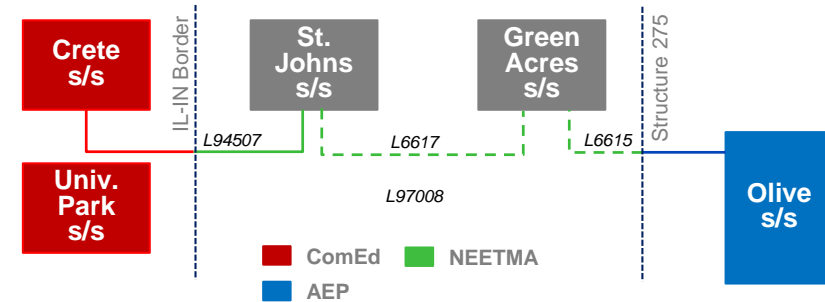 Crete
s/s
IL-IN Border
St.
Johns
s/s
Green
Acres
s/s
Structure 275
L94507
L6617
L6615
Univ.
Park
s/s
L97008
Olive
s/s
ComEd
NEETMA
AEP